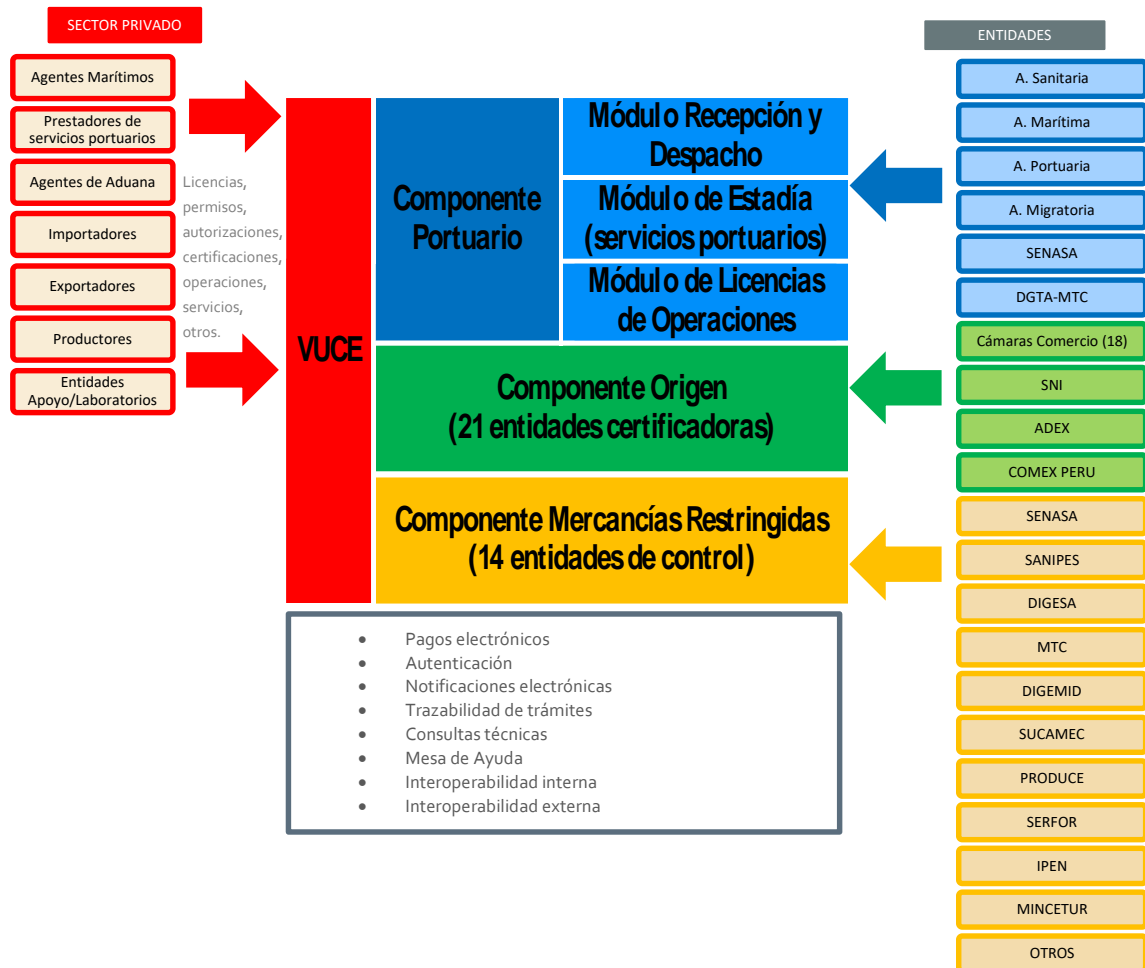 SECTOR PRIVADO
Agentes Marítimos
Prestadores de
servicios portuarios
Agentes de Aduana
Importadores
Exportadores
Productores
Entidades
Apoyo/Laboratorios
Licencias,
permisos,
autorizaciones,
certificaciones,
operaciones,
servicios,
otros.
VUCE
Componente
Portuario
Módulo Recepción y
Despacho
Módulo de Estadía
(servicios portuarios)
Módulo de Licencias
de Operaciones
Componente Origen
(21 entidades certificadoras)
Componente Mercancías Restringidas
(14 entidades de control)
• Pagos electrónicos
• Autenticación
• Notificaciones electrónicas
• Trazabilidad de trámites
• Consultas técnicas
• Mesa de Ayuda
• Interoperabilidad interna
• Interoperabilidad externa
ENTIDADES
A. Sanitaria
A. Marítima
A. Portuaria
A. Migratoria
SENASA
DGTA-MTC
Cámaras Comercio (18)
SNI
ADEX
COMEX PERU
SENASA
SANIPES
DIGESA
MTC
DIGEMID
SUCAMEC
PRODUCE
SERFOR
IPEN
MINCETUR
OTROS